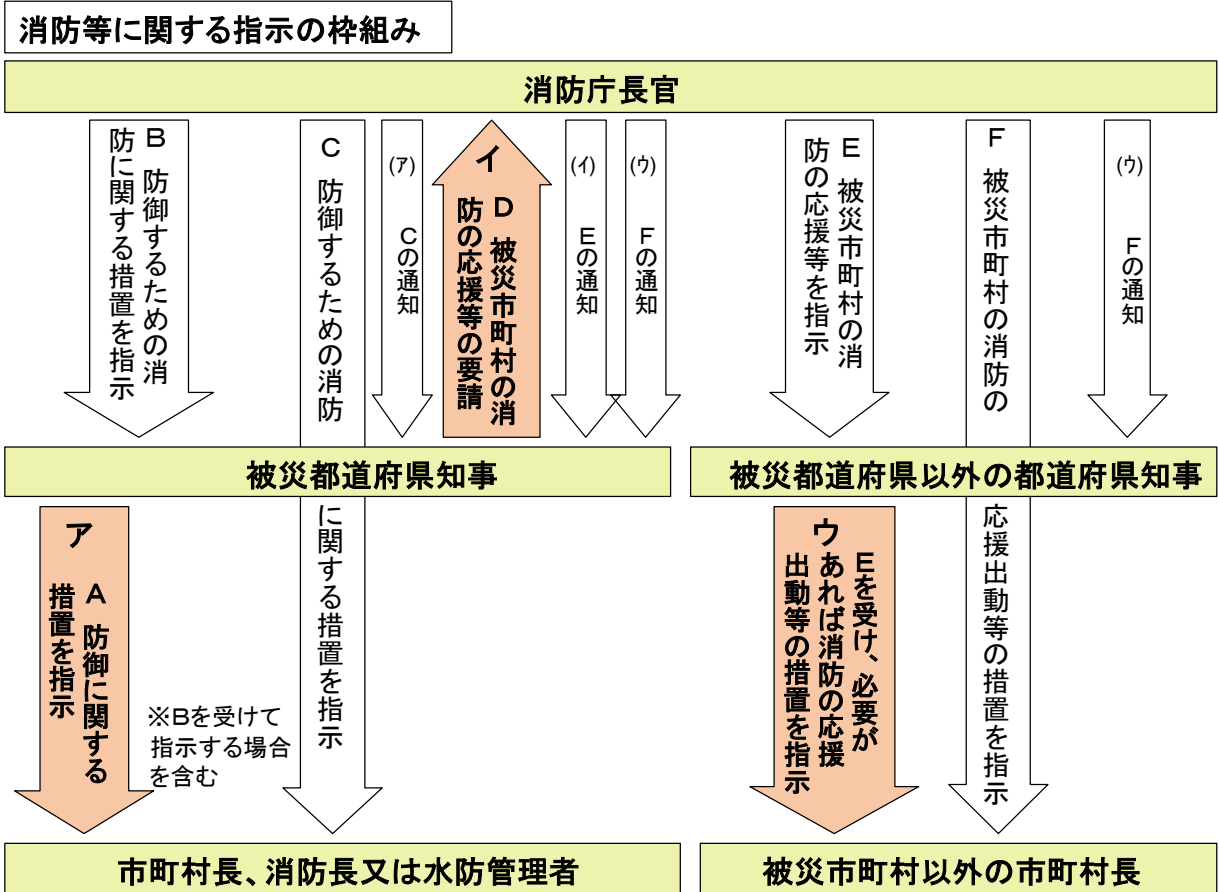 消防等に関する指示の枠組み
消防庁長官
B 防御するための消
防に関する措置を指示
C 防御するための消防
に関する措置を指示
(ア) Cの通知
イ
D 被災市町村の消
防の応援等の要請
(イ) Eの通知
(ウ) Fの通知
E 被災市町村の消
防の応援等を指示
F 被災市町村の消防の
応援出動等の措置を指示
(ウ) Fの通知
被災都道府県知事
被災都道府県以外の都道府県知事
ア
A 防御に関する
措置を指示
※Bを受けて
指示する場合
を含む
ウ
Eを受け、必要が
あれば消防の応援
出動等の措置を指示
市町村長、消防長又は水防管理者
被災市町村以外の市町村長